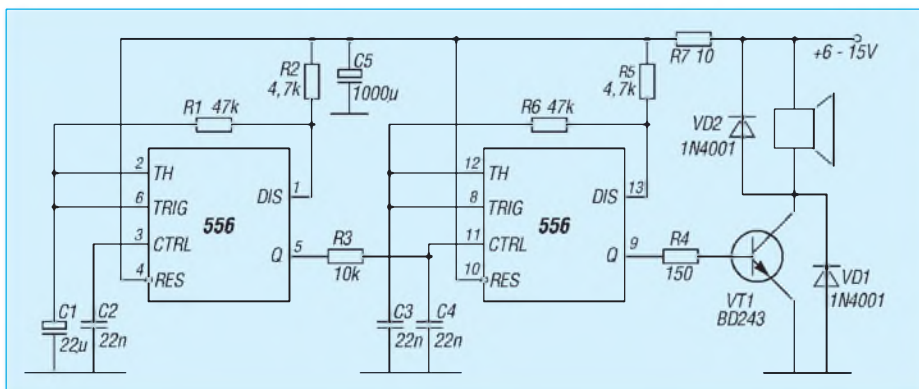 R7 10
+6 - 15V
R2
4,7k
C5
1000µ
R5
4,7k
R1 47k
R6 47k
VD2
1N4001
2
TH
DIS
1
6
TRIG
556
3
CTRL
Q
5
4
RES
R3
10k
12
TH
DIS
13
8
TRIG
556
11
CTRL
Q
9
10
RES
R4
150
VT1
BD243
VD1
1N4001
C1
22µ
C2
22n
C3
22n
C4
22n